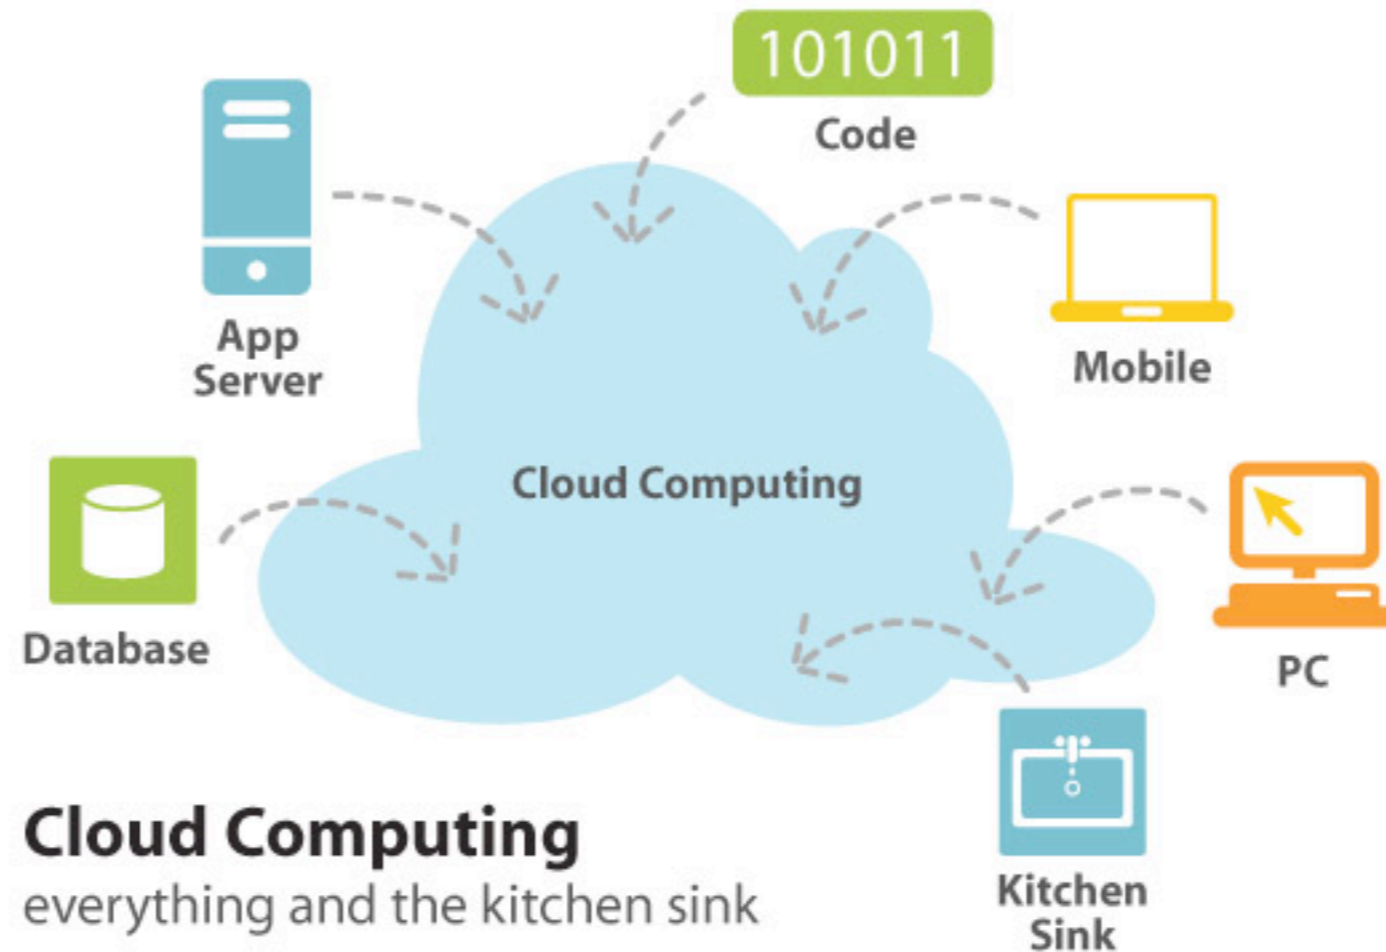 101011
Code
App
Server
Mobile
Cloud Computing
Database
PC
Kitchen
Sink
Cloud Computing
everything and the kitchen sink